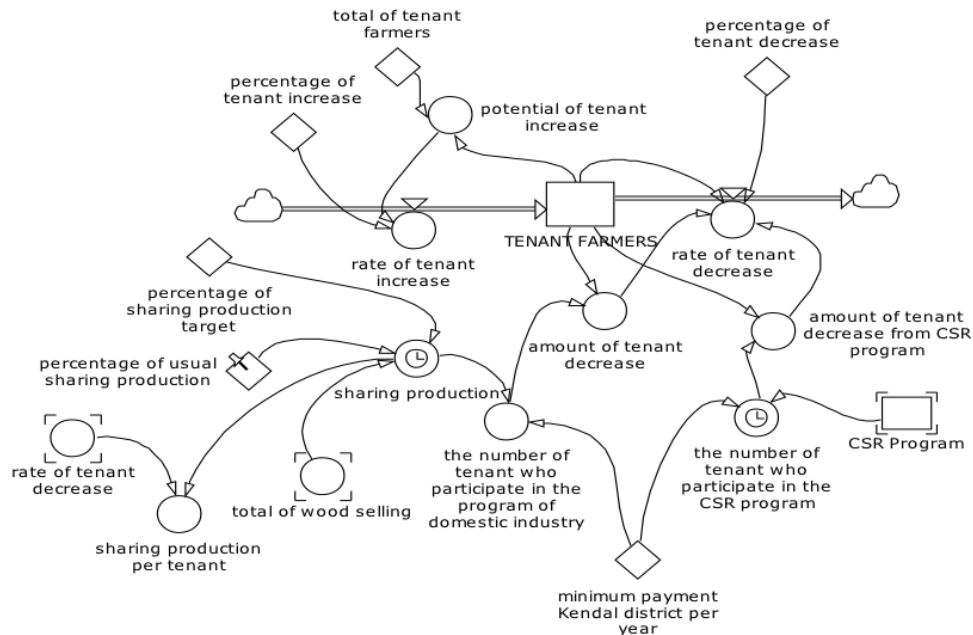 total of tenant
farmers
percentage of
tenant decrease
percentage of
tenant increase
potential of tenant
increase
TENANT FARMERS
rate of tenant
increase
rate of tenant
decrease
percentage of
sharing production
target
amount of tenant
decrease from CSR
program
amount of tenant
decrease
percentage of usual
sharing production
sharing production
CSR Program
rate of tenant
decrease
total of wood selling
the number of
tenant who
participate in the
program of
domestic industry
the number of
tenant who
participate in the
CSR program
sharing production
per tenant
minimum payment
Kendal district per
year